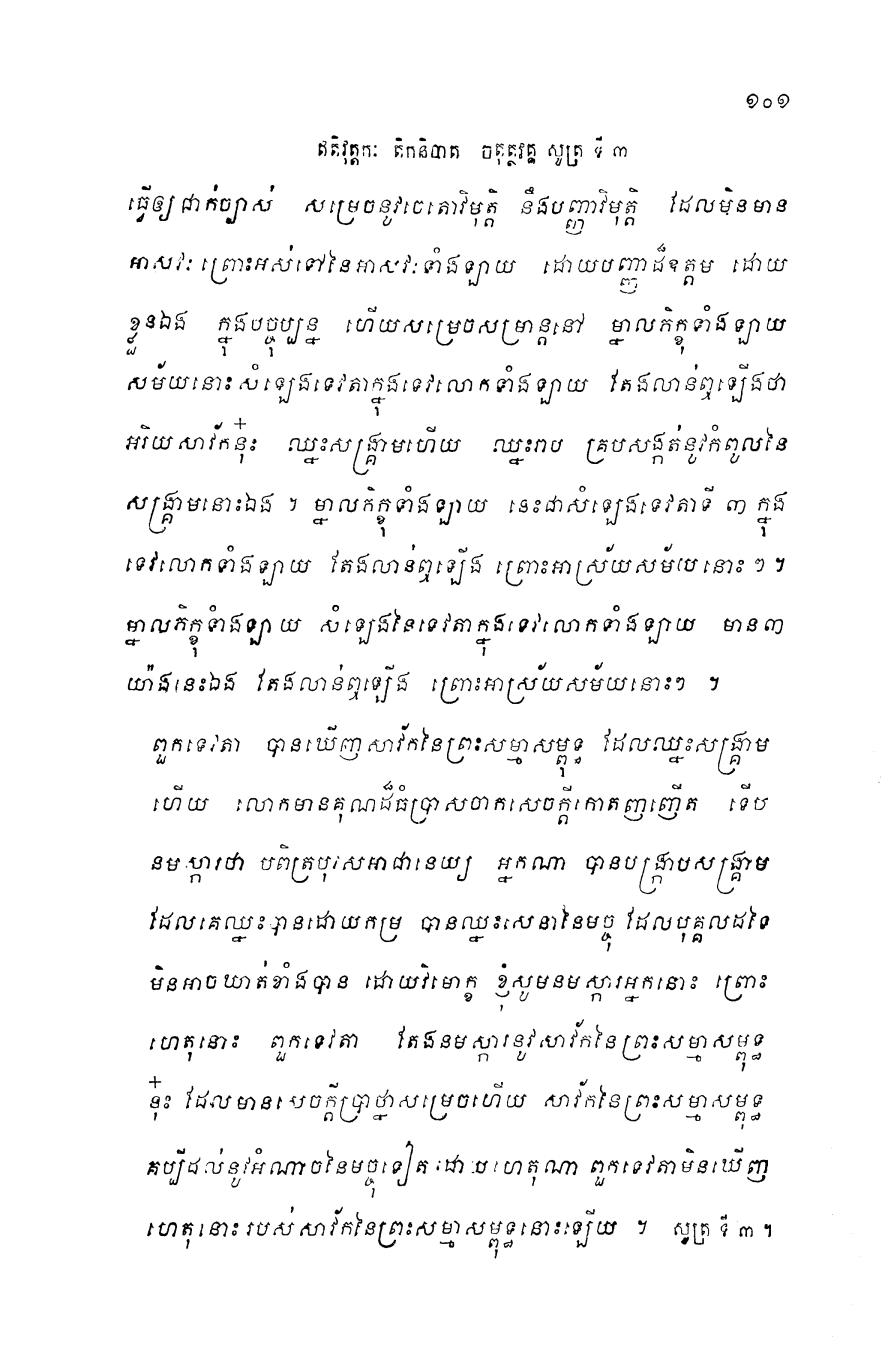 ១០១
ឥតិវុត្តកៈ តិកនិបាត ចតុត្ថវគ្គ សូត្រ ទី ៣
ធ្វើឲ្យជាក់ច្បាស់ សម្រេចនូវចេតោវិមុត្តិ នឹងបញ្ញាវិមុត្តិ ដែលមិនមាន
អាសវៈ ព្រោះអស់ទៅនៃអាសវៈទាំងឡាយ ដោយបញ្ញាដ៏ឧត្តម ដោយ
ខ្លួនឯង ក្នុងបច្ចុប្បន្ន ហើយសម្រេចសម្រាន្តនៅ ម្នាលភិក្ខុទាំងឡាយ
សម័យនោះ សំឡេងទេវតាក្នុងទេវលោកទាំងឡាយ តែងលាន់ឮឡើងថា
អរិយសាវ័កនុ៎ះ ឈ្នះសង្គ្រាមហើយ ឈ្នះរាប គ្របសង្កត់នូវកំពូលនៃ
សង្គ្រាមនោះឯង ។ ម្នាលភិក្ខុទាំងឡាយ នេះជាសំឡេងទេវតាទី ៣ ក្នុង
ទេវលោកទាំងឡាយ តែងលាន់ឮឡើង ព្រោះអាស្រ័យសម័យនោះ ៗ ។
ម្នាលភិក្ខុទាំងឡាយ សំឡេងនៃទេវតាក្នុងទេវលោកទាំងឡាយ មាន៣
យ៉ាងនេះឯង តែងលាន់ឮឡើង ព្រោះអាស្រ័យសម័យនោះៗ ។
ពួកទេវតា បានឃើញសាវ័កនៃព្រះសម្មាសម្ពុទ្ធ ដែលឈ្នះសង្គ្រាម
ហើយ លោកមានគុណដ៏ធំប្រាសចាកសេចក្តីកោតញញើត ទើប
នមស្ការថា បពិត្របុរសអាជានេយ្យ អ្នកណា បានបង្ក្រាបសង្គ្រាម
ដែលគេឈ្នះបានដោយកម្រ បានឈ្នះសេនានៃមច្ចុ ដែលបុគ្គលដទៃ
មិនអាចឃាត់ខាំងបាន ដោយវិមោក្ខ ខ្ញុំសូមនមស្ការអ្នកនោះ ព្រោះ
ហេតុនោះ ពួកទេវតា តែងនមស្ការនូវសាវ័កនៃព្រះសម្មាសម្ពុទ្ធ
នុ៎ះ ដែលមានសេចក្តីប្រាថ្នាសម្រេចហើយ សាវ័កនៃព្រះសម្មាសម្ពុទ្ធ
គប្បីដល់នូវអំណាចនៃមច្ចុទៀត ដោយហេតុណា ពួកទេវតាមិនឃើញ
ហេតុនោះ របស់សាវ័កនៃព្រះសម្មាសម្ពុទ្ធនោះឡើយ ។ សូត្រ ទី ៣ ។